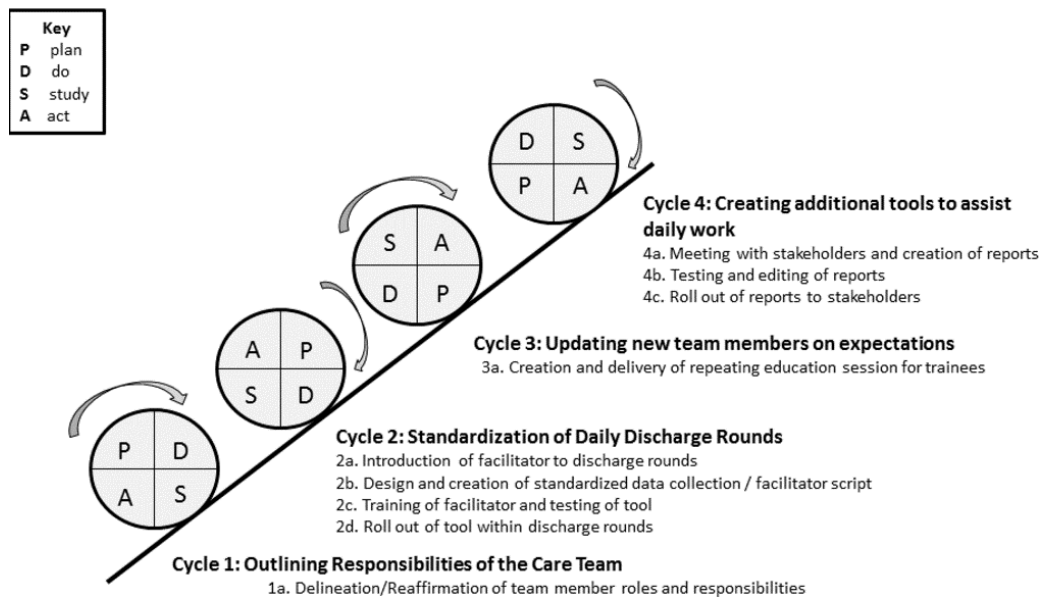 Key
P plan
D do
S study
A act
D S
P A
Cycle 4: Creating additional tools to assist
daily work
4a. Meeting with stakeholders and creation of reports
4b. Testing and editing of reports
4c. Roll out of reports to stakeholders
S A
D P
Cycle 3: Updating new team members on expectations
3a. Creation and delivery of repeating education session for trainees
A P
S D
Cycle 2: Standardization of Daily Discharge Rounds
2a. Introduction of facilitator to discharge rounds
2b. Design and creation of standardized data collection / facilitator script
2c. Training of facilitator and testing of tool
2d. Roll out of tool within discharge rounds
P D
A S
Cycle 1: Outlining Responsibilities of the Care Team
1a. Delineation/Reaffirmation of team member roles and responsibilities